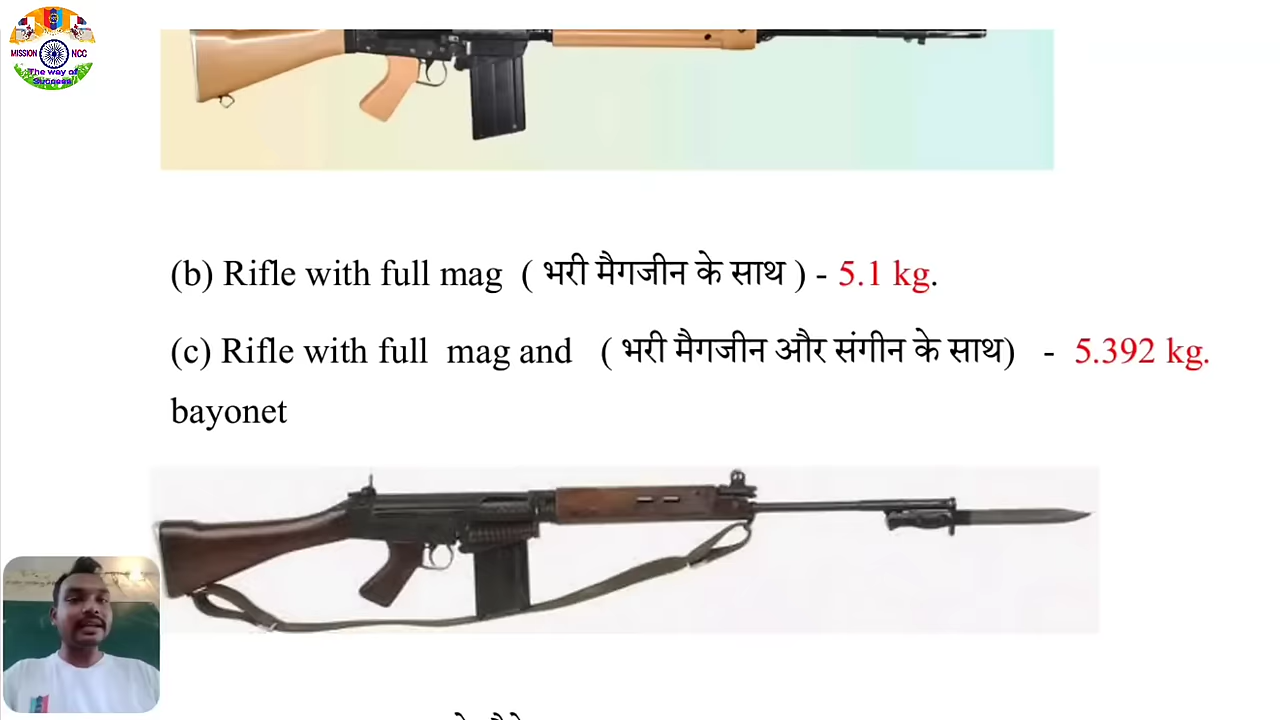 MISSION NCC
The way of
Success
(b) Rifle with full mag ( भरी मैगजीन के साथ ) - 5.1 kg.
(c) Rifle with full mag and ( भरी मैगजीन और संगीन के साथ) - 5.392 kg.
bayonet